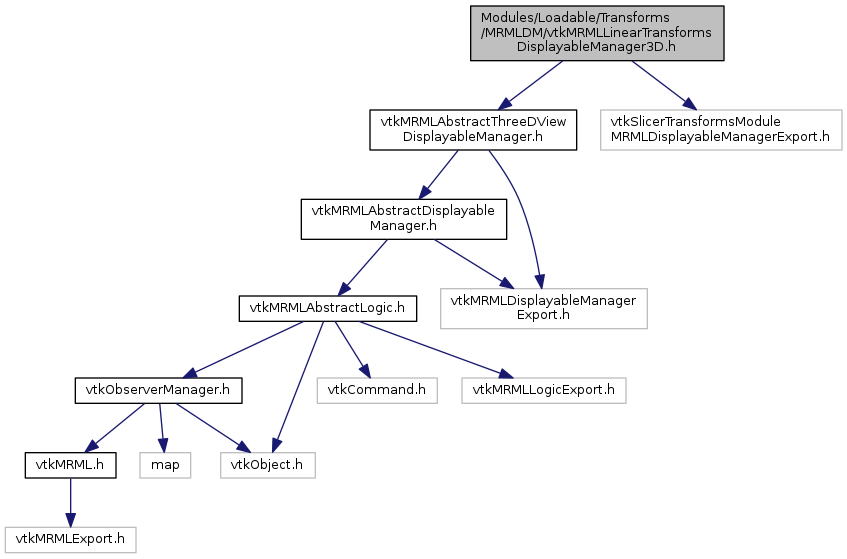 Modules/Loadable/Transforms
/MRMLDM/vtkMRMLLinearTransforms
DisplayableManager3D.h
vtkMRMLAbstractThreeDView
DisplayableManager.h
vtkSlicerTransformsModule
MRMLDisplayableManagerExport.h
vtkMRMLAbstractDisplayable
Manager.h
vtkMRMLDisplayableManager
Export.h
vtkMRMLAbstractLogic.h
vtkObserverManager.h
vtkCommand.h
vtkMRMLLogicExport.h
vtkMRML.h
map
vtkObject.h
vtkMRMLExport.h